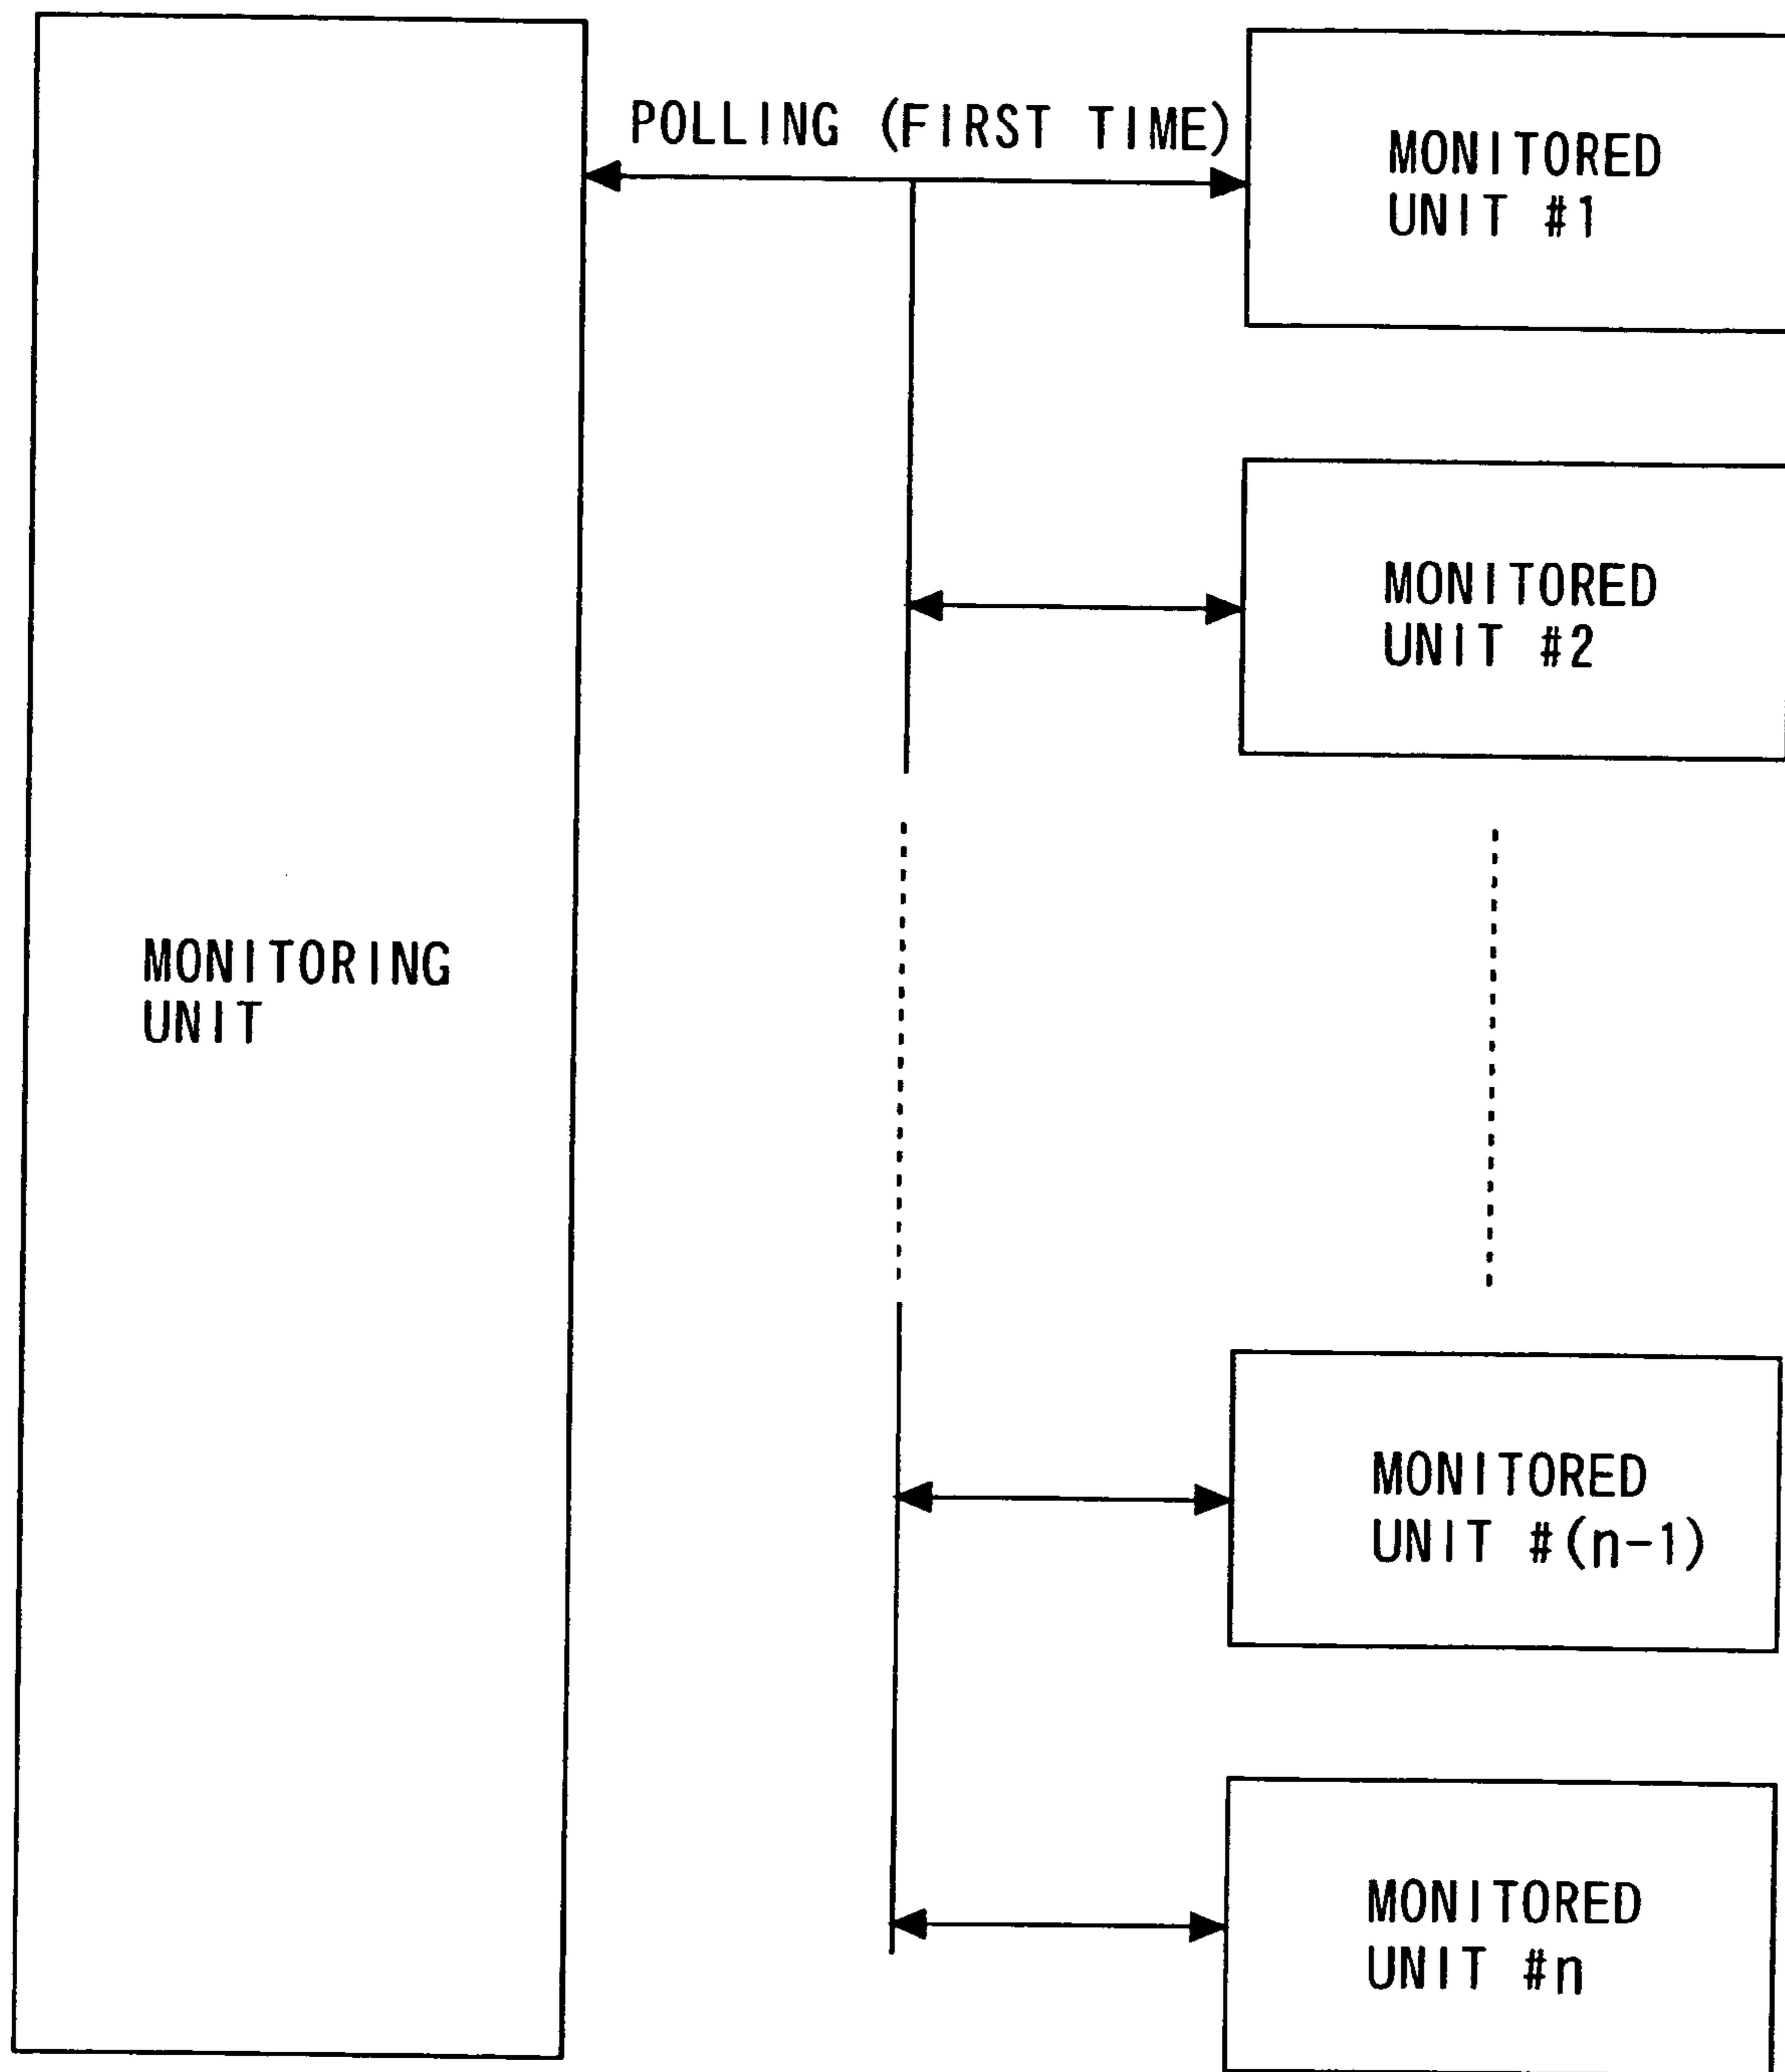 POLLING (FIRST TIME)
MONITORED
UNIT #1
MONITORED
UNIT #2
MONITORING
UNIT
MONITORED
UNIT #(n-1)
MONITORED
UNIT #n